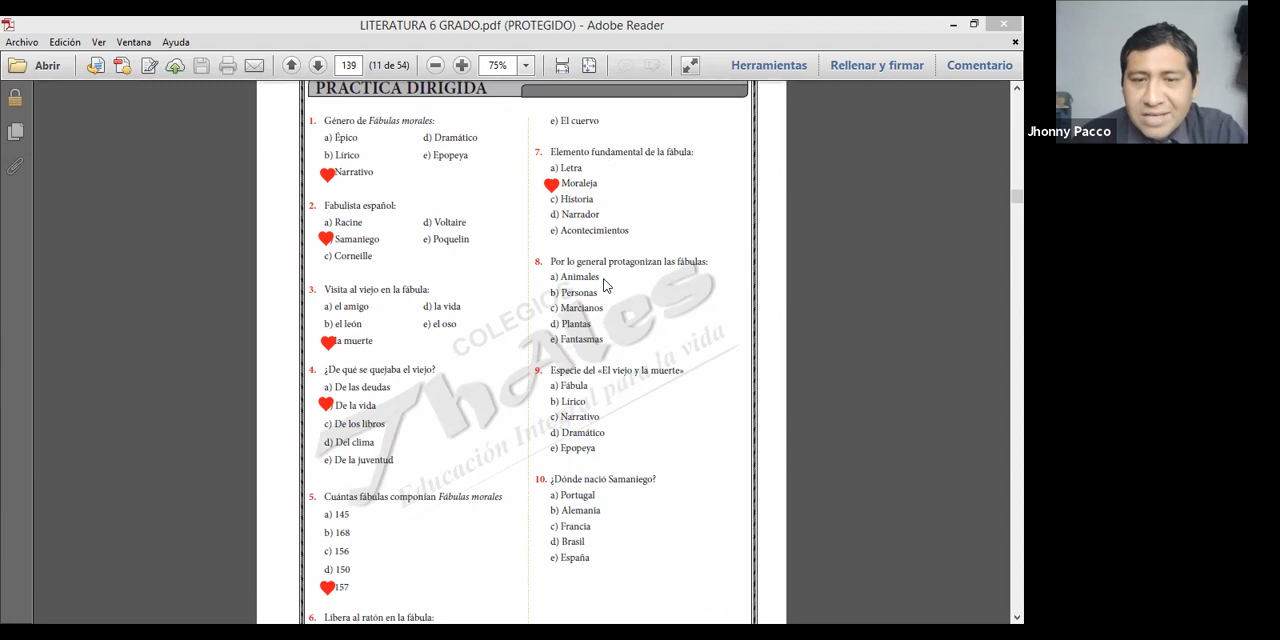 LITERATURA 6 GRADO.pdf (PROTEGIDO) - Adobe Reader
Archivo Edición Ver Ventana Ayuda
Abrir 139 (11 de 54) 75% Herramientas Rellenar y firmar Comentario
Jhonny Pacco
PRACTICA DIRIGIDA
1. Género de Fábulas morales:
a) Épico d) Dramático
b) Lírico e) Epopeya
Narrativo
2. Fabulista español:
a) Racine d) Voltaire
Samaniego e) Poquelin
c) Corneille
3. Visita al viejo en la fábula:
a) el amigo d) la vida
b) el león e) el oso
la muerte
4. ¿De qué se quejaba el viejo?
a) De las deudas
) De la vida
c) De los libros
d) Del clima
e) De la juventud
5. Cuántas fábulas componían Fábulas morales
a) 145
b) 168
c) 156
d) 150
157
6. Libera al ratón en la fábula:
e) El cuervo
7. Elemento fundamental de la fábula:
a) Letra
Moraleja
c) Historia
d) Narrador
e) Acontecimientos
8. Por lo general protagonizan las fábulas:
a) Animales
b) Personas
c) Marcianos
d) Plantas
e) Fantasmas
9. Especie del «El viejo y la muerte»
a) Fábula
b) Lírico
c) Narrativo
d) Dramático
e) Epopeya
10. ¿Dónde nació Samaniego?
a) Portugal
b) Alemania
c) Francia
d) Brasil
e) España
COLEGIOS
Thales
Educación Integral para la vida